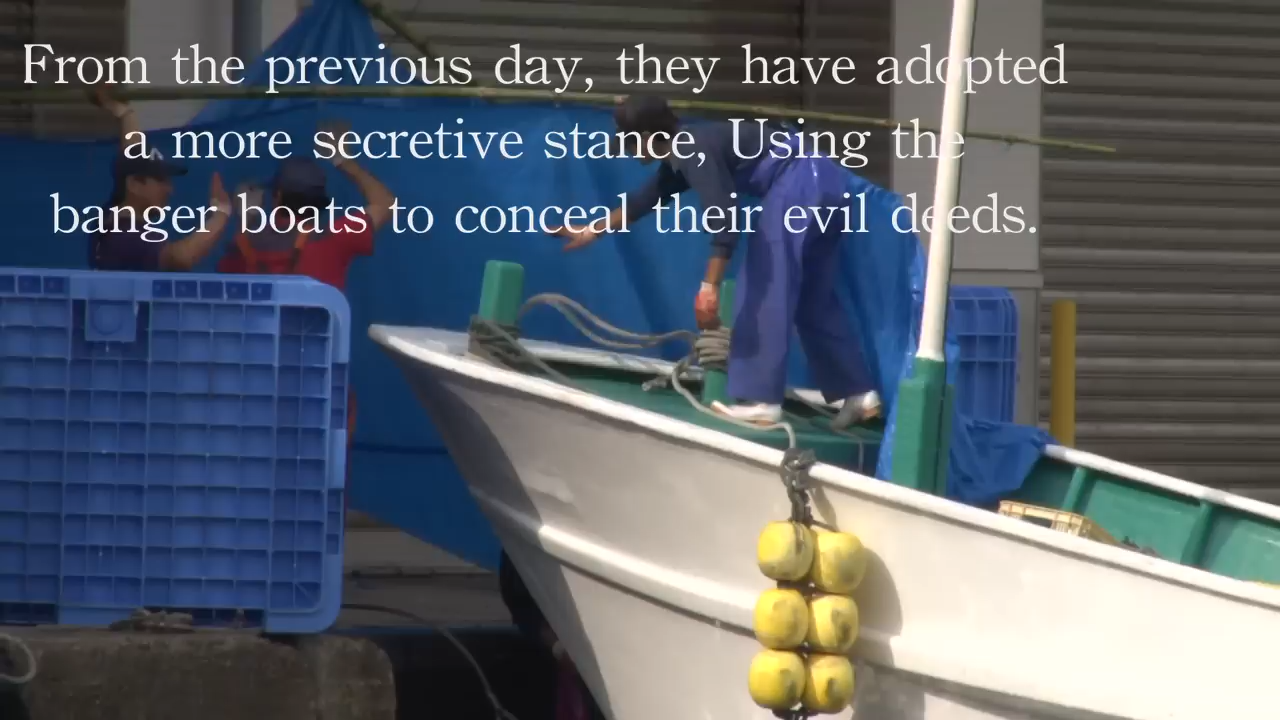 From the previous day, they have adopted
a more secretive stance, Using the
banger boats to conceal their evil deeds.